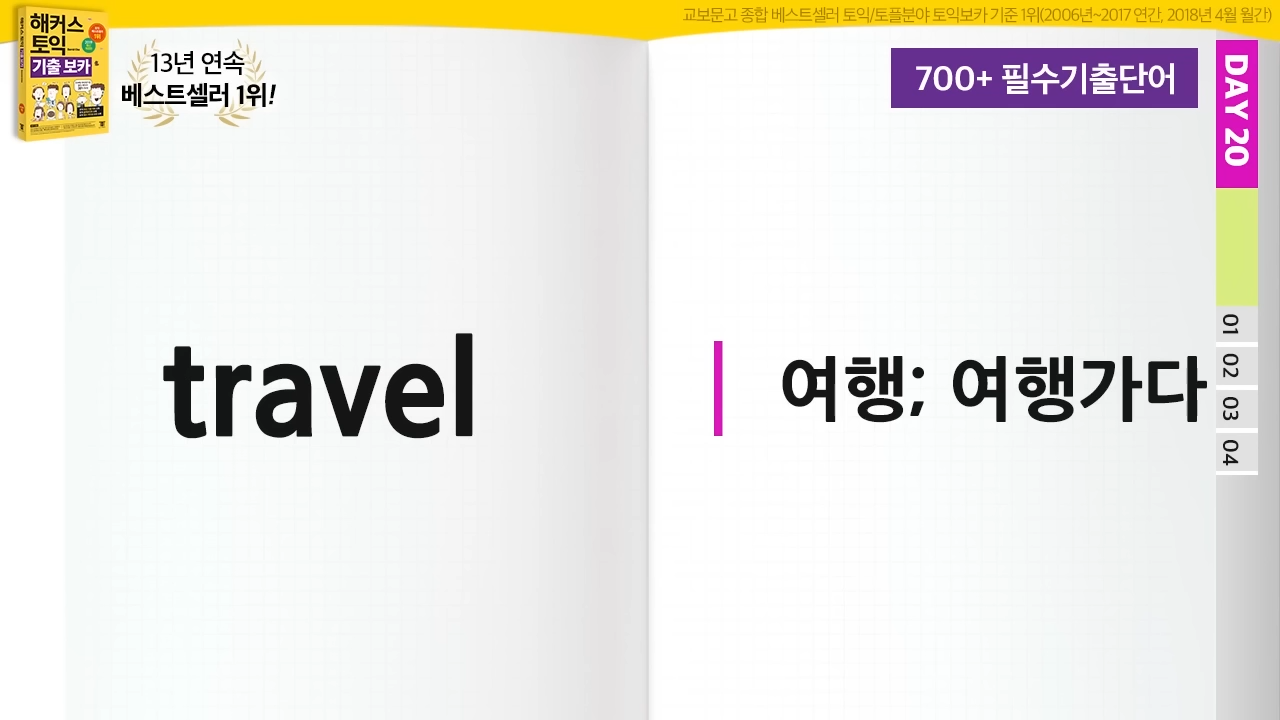 교보문고 종합 베스트셀러 토익/토플분야 토익보카 기준 1위(2006년~2017 연간, 2018년 4월 월간)
해커스
토익
기출 보카
13년 연속
베스트셀러 1위!
700+ 필수기출단어
DAY 20
travel
여행; 여행가다
01
02
03
04